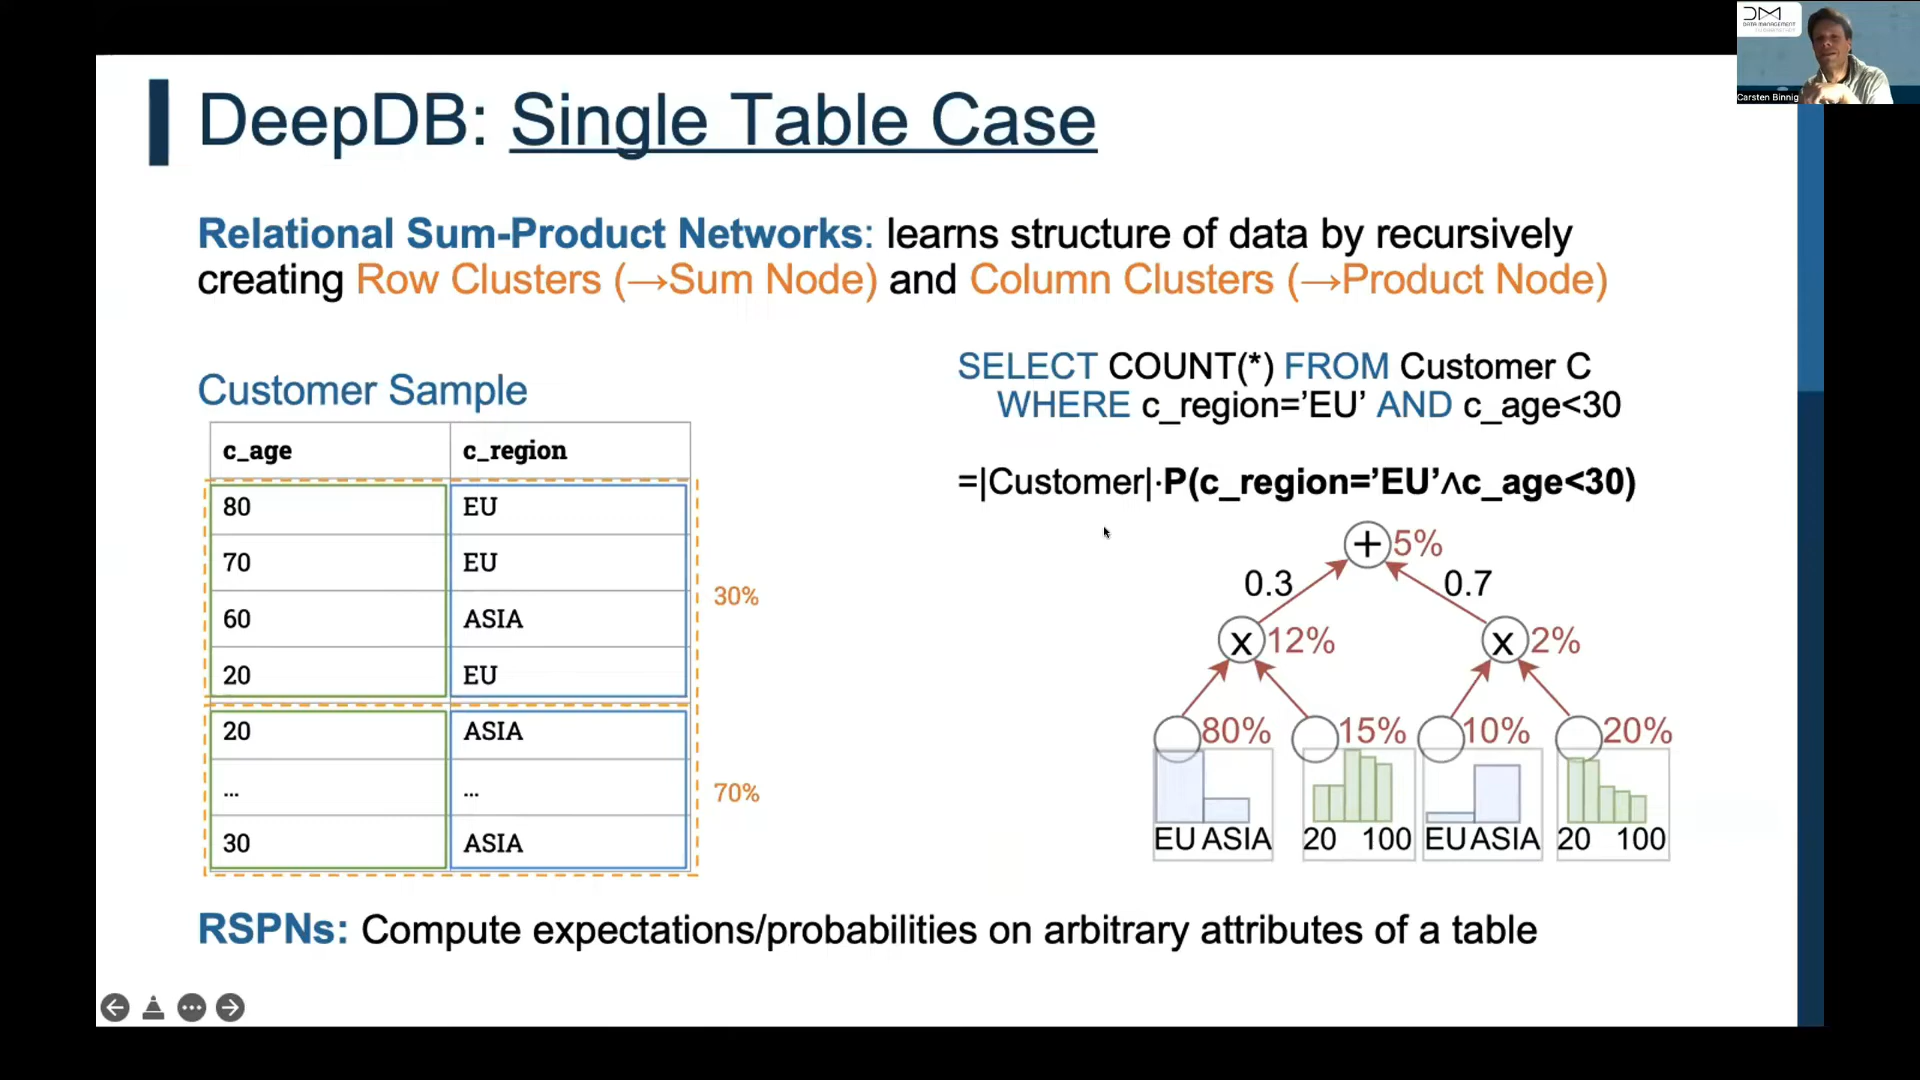 DM
DATA MANAGEMENT
Carsten Binnig
DeepDB: Single Table Case
Relational Sum-Product Networks: learns structure of data by recursively
creating Row Clusters (→Sum Node) and Column Clusters (→Product Node)
Customer Sample
c_age c_region
80 EU
70 EU
60 ASIA
20 EU
30%
20 ASIA
... ...
30 ASIA
70%
SELECT COUNT(*) FROM Customer C
WHERE c_region=’EU’ AND c_age<30
=|Customer|·P(c_region=’EU’∧c_age<30)
+ 5%
0.3 0.7
x 12% x 2%
80% 15% 10% 20%
EU ASIA 20 100 EU ASIA 20 100
RSPNs: Compute expectations/probabilities on arbitrary attributes of a table